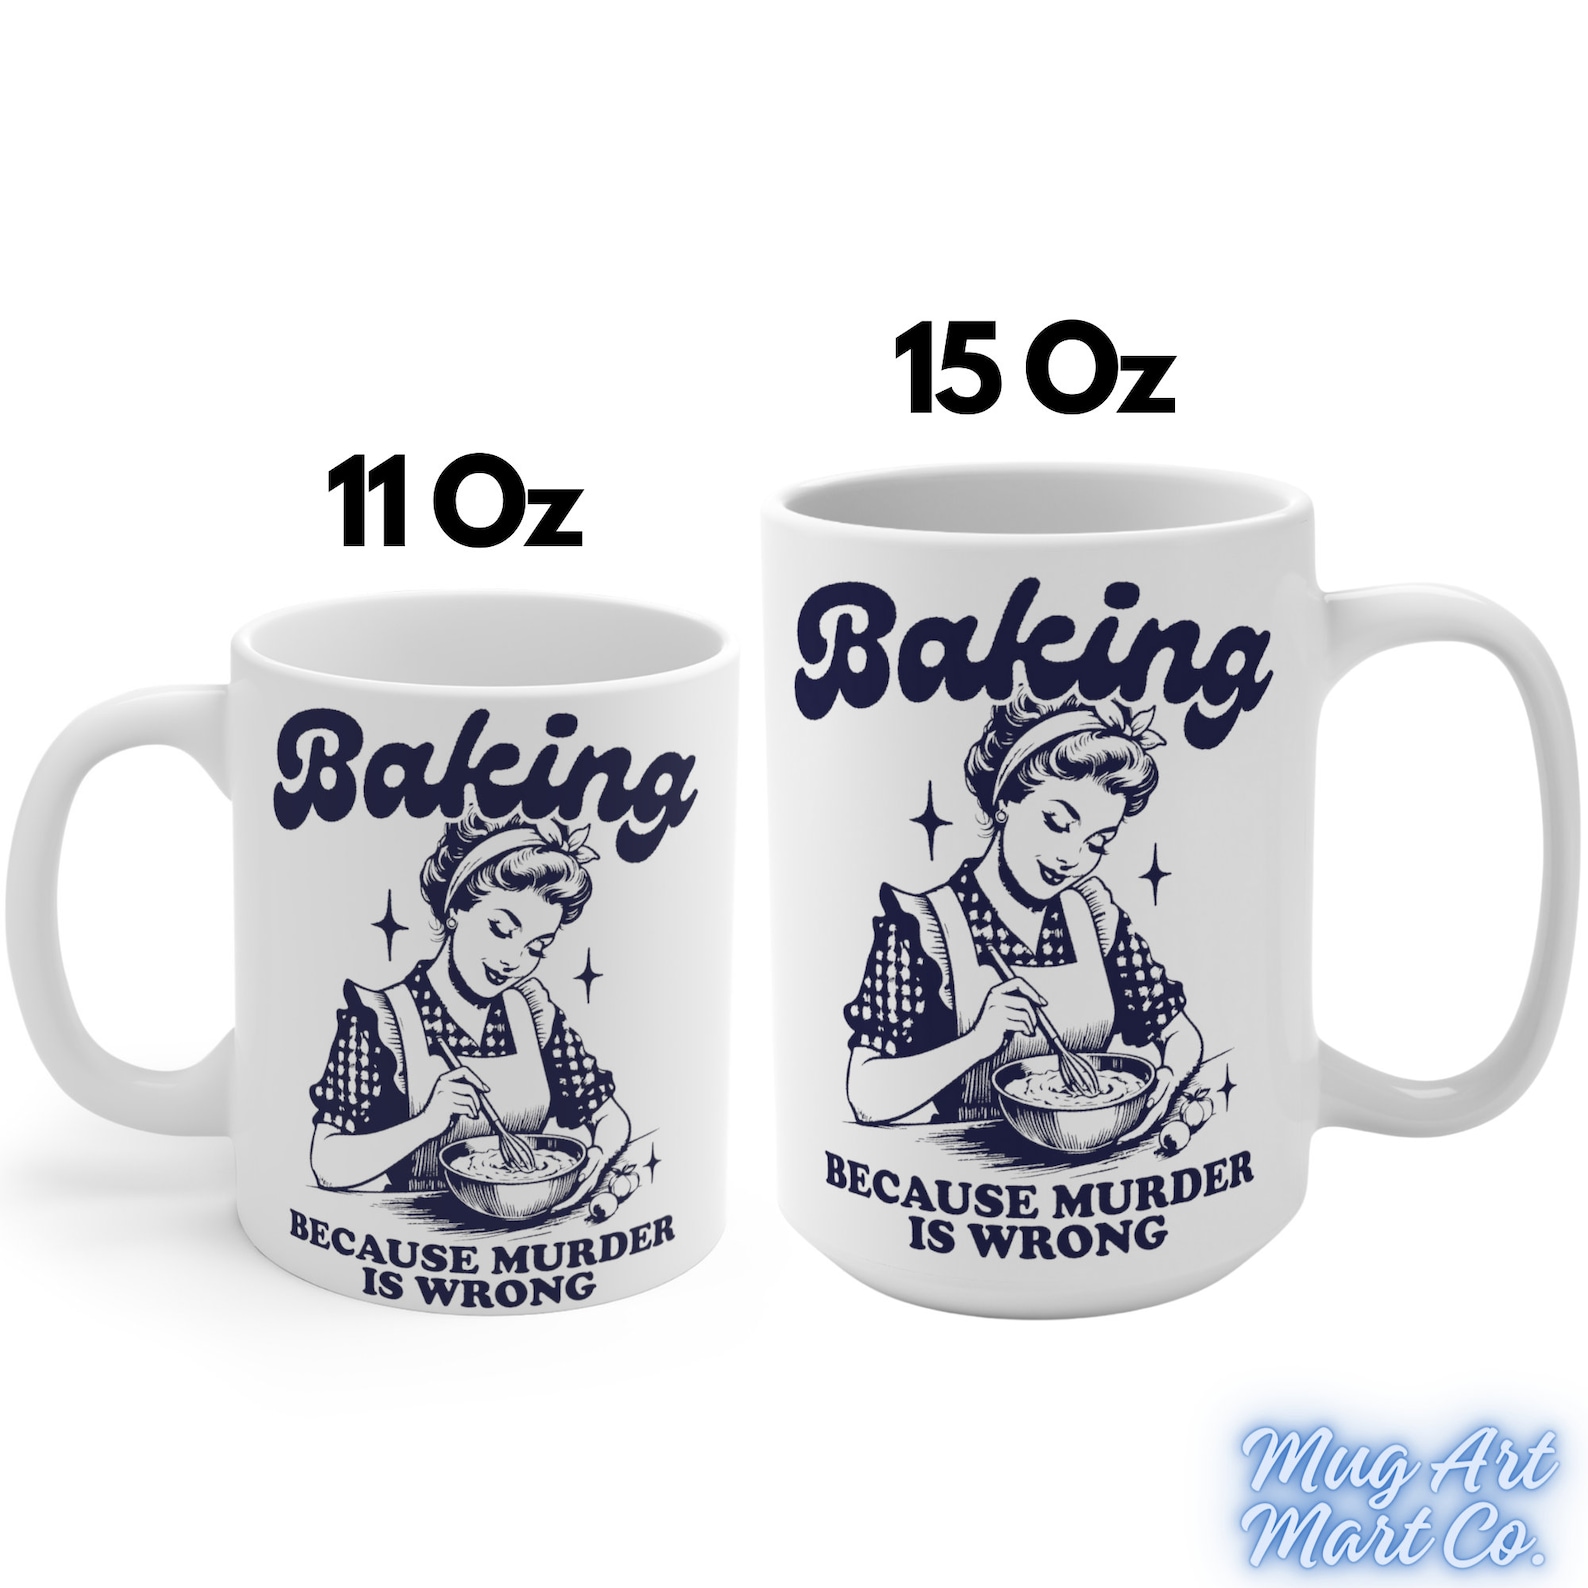 11 Oz
Baking
BECAUSE MURDER
IS WRONG
15 Oz
Baking
BECAUSE MURDER
IS WRONG
Mug Art
Mart Co.